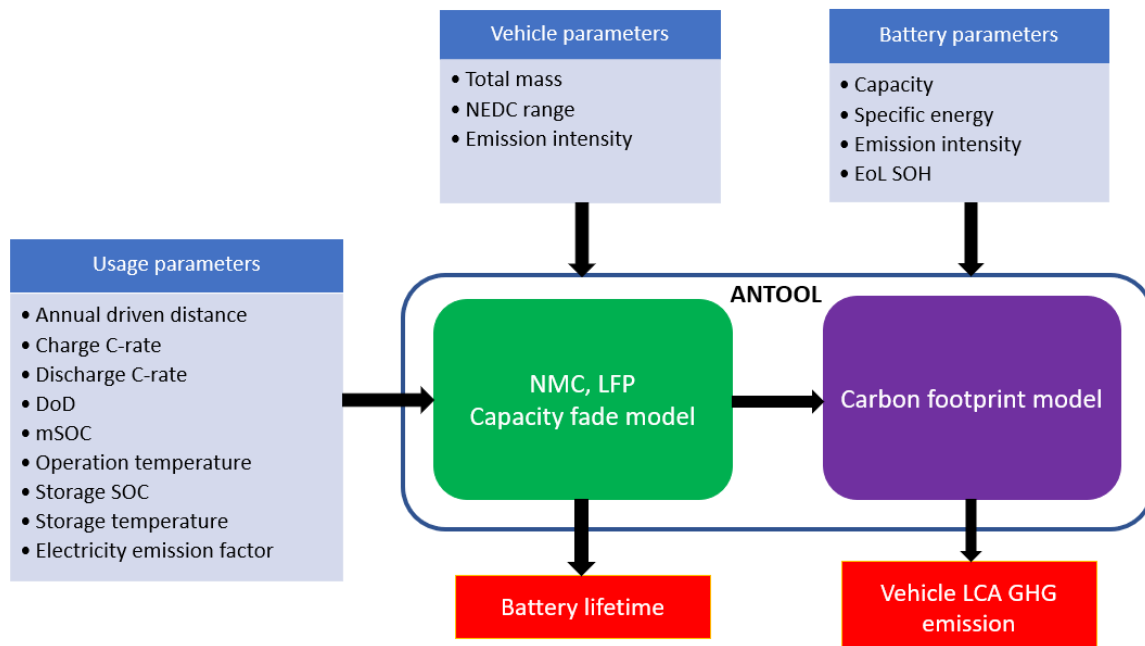 Vehicle parameters
• Total mass
• NEDC range
• Emission intensity
Battery parameters
• Capacity
• Specific energy
• Emission intensity
• EoL SOH
Usage parameters
• Annual driven distance
• Charge C-rate
• Discharge C-rate
• DoD
• mSOC
• Operation temperature
• Storage SOC
• Storage temperature
• Electricity emission factor
ANTOOL
NMC, LFP
Capacity fade model
Carbon footprint model
Battery lifetime
Vehicle LCA GHG
emission